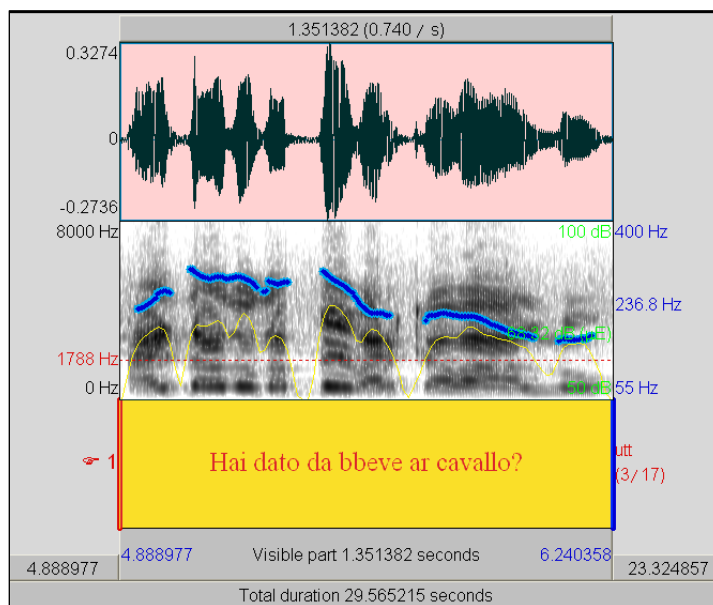 1.351382 (0.740 / s)
0.3274
0
-0.2736
8000 Hz
100 dB
400 Hz
236.8 Hz
1788 Hz
0 Hz
50 dB
55 Hz
1
Hai dato da bbeve ar cavallo?
utt
(3/17)
4.888977
Visible part 1.351382 seconds
6.240358
4.888977
23.324857
Total duration 29.565215 seconds